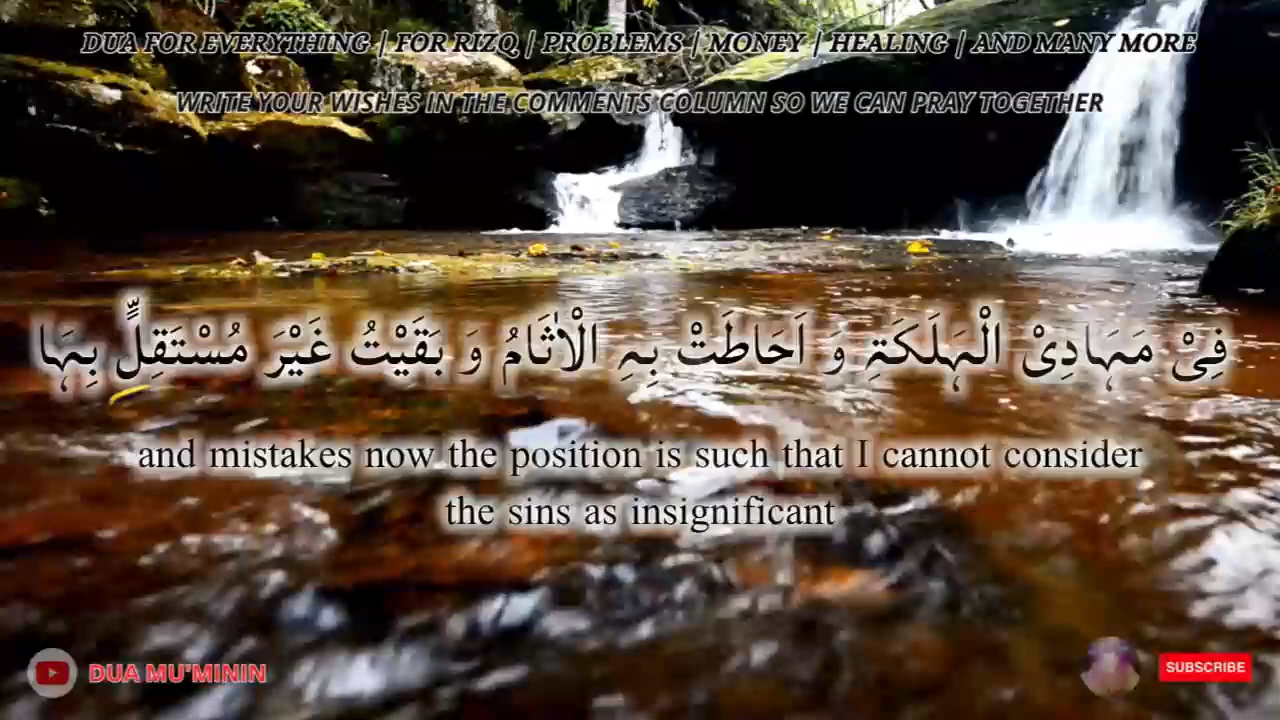 DUA FOR EVERYTHING | FOR RIZQ | PROBLEMS | MONEY | HEALING | AND MANY MORE
WRITE YOUR WISHES IN THE COMMENTS COLUMN SO WE CAN PRAY TOGETHER
فِیْ مَہَادِیْ الْہَلَکَۃِ وَ اَحَاطَتْ بِہِ الْاٰثَامُ وَ بَقَیْتُ غَیْرَ مُسْتَقِلٍّ بِہَا
and mistakes now the position is such that I cannot consider
the sins as insignificant
DUA MU'MININ
SUBSCRIBE